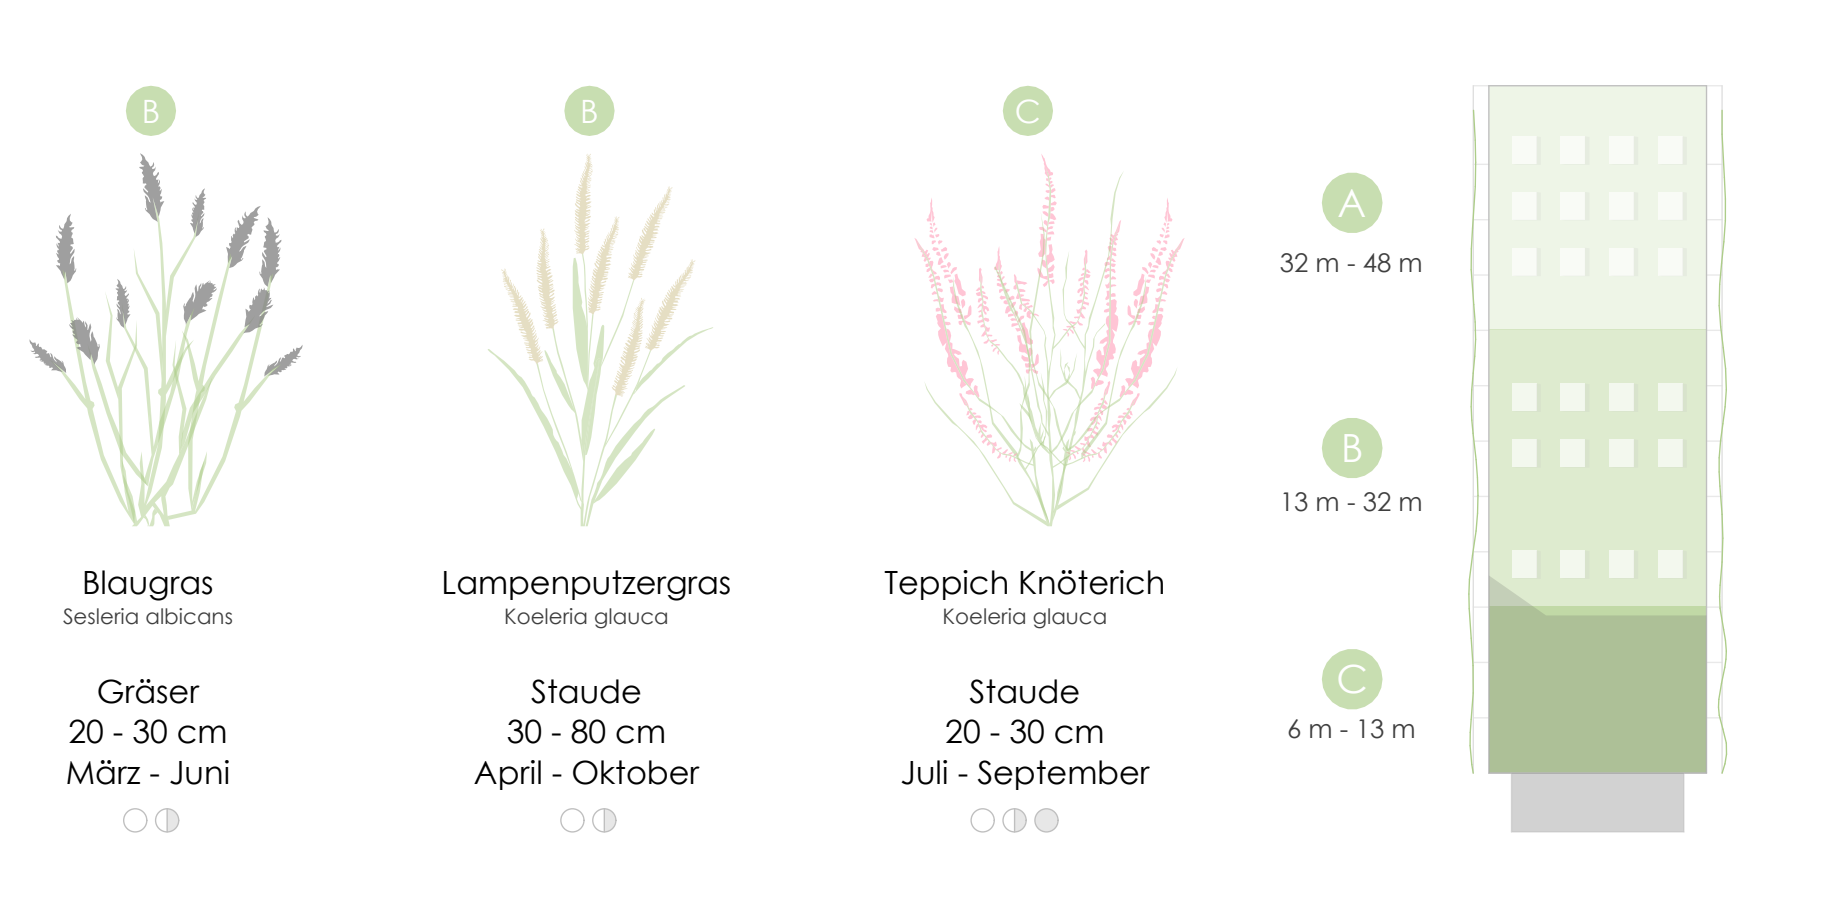 B
Blaugras
Sesleria albicans
Gräser
20 - 30 cm
März - Juni
B
Lampenputzergras
Koeleria glauca
Staude
30 - 80 cm
April - Oktober
C
Teppich Knöterich
Koeleria glauca
Staude
20 - 30 cm
Juli - September
A
32 m - 48 m
B
13 m - 32 m
C
6 m - 13 m